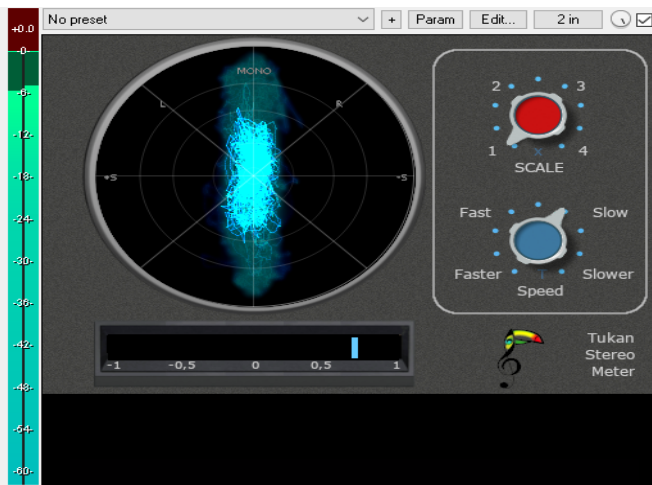 No preset
+
Param
Edit...
2 in
+0.0
-0-
-6-
-12-
-18-
-24-
-30-
-36-
-42-
-48-
-54-
-60-
MONO
L
R
+S
-S
2
3
1
x
4
SCALE
Fast
Slow
Faster
Slower
Speed
-1
-0,5
0
0,5
1
Tukan
Stereo
Meter